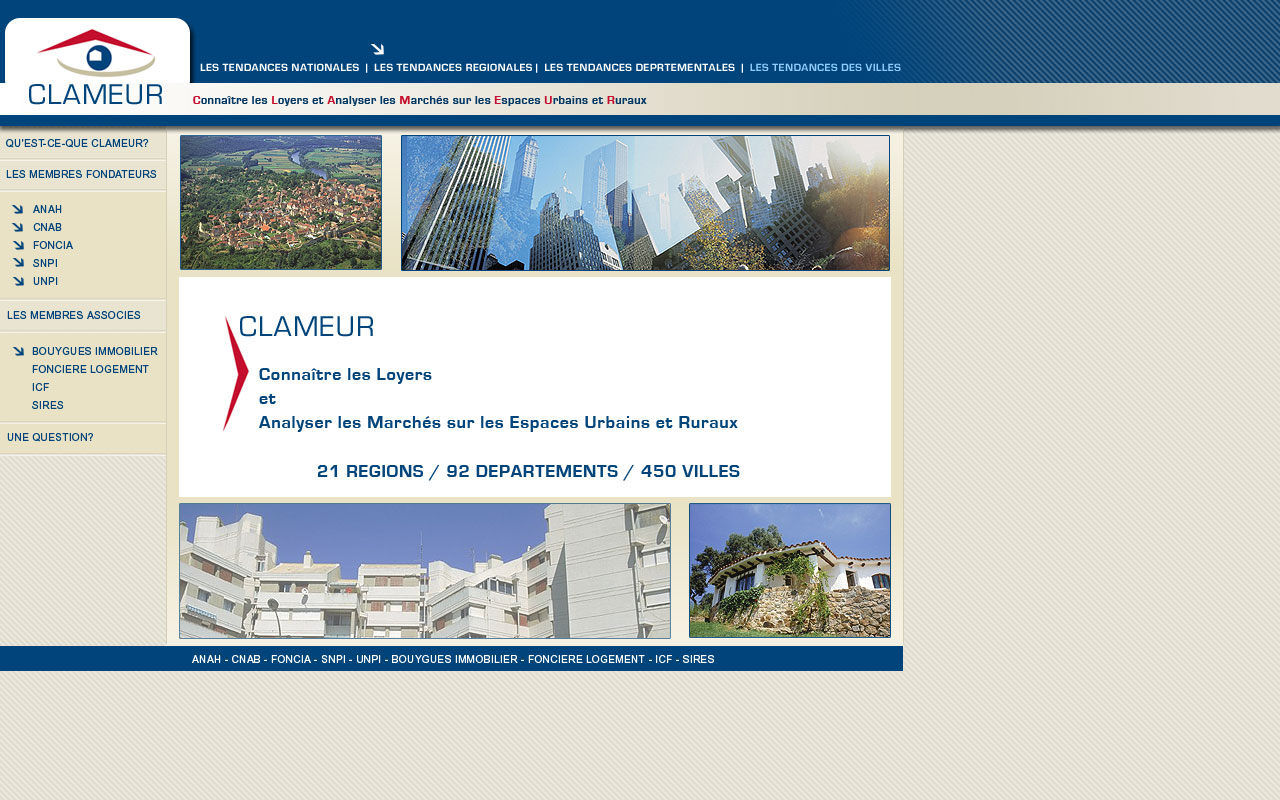 LES TENDANCES NATIONALES | LES TENDANCES REGIONALES | LES TENDANCES DEPRTEMENTALES | LES TENDANCES DES VILLES
CLAMEUR
Connaître les Loyers et Analyser les Marchés sur les Espaces Urbains et Ruraux
QU'EST-CE-QUE CLAMEUR?
LES MEMBRES FONDATEURS
ANAH
CNAB
FONCIA
SNPI
UNPI
LES MEMBRES ASSOCIES
BOUYGUES IMMOBILIER
FONCIERE LOGEMENT
ICF
SIRES
UNE QUESTION?
CLAMEUR
Connaître les Loyers
et
Analyser les Marchés sur les Espaces Urbains et Ruraux
21 REGIONS / 92 DEPARTEMENTS / 450 VILLES
ANAH - CNAB - FONCIA - SNPI - UNPI - BOUYGUES IMMOBILIER - FONCIERE LOGEMENT - ICF - SIRES